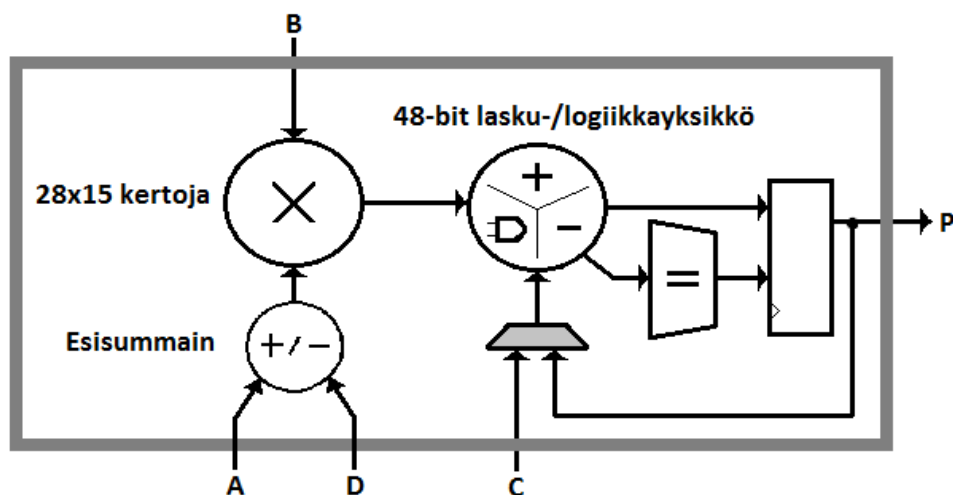 B
48-bit lasku-/logiikkayksikkö
28x15 kertoja
P
Esisummain
A
D
C